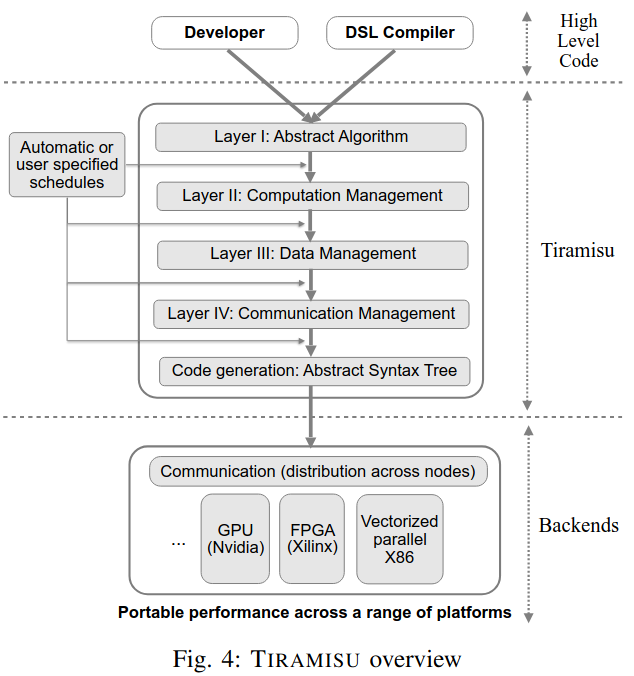 Developer
DSL Compiler
High
Level
Code
Layer I: Abstract Algorithm
Automatic or
user specified
schedules
Layer II: Computation Management
Layer III: Data Management
Tiramisu
Layer IV: Communication Management
Code generation: Abstract Syntax Tree
Communication (distribution across nodes)
...
GPU
(Nvidia)
FPGA
(Xilinx)
Vectorized
parallel
X86
Backends
Portable performance across a range of platforms
Fig. 4: TIRAMISU overview